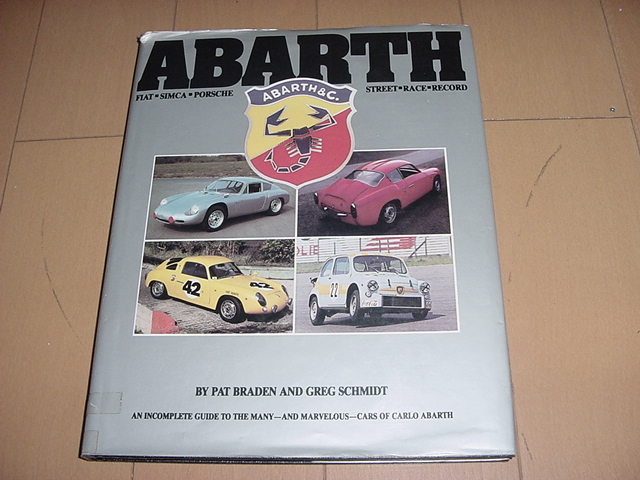 ABARTH
FIAT▪SIMCA▪PORSCHE
STREET▪RACE▪RECORD
ABARTH&C.
42
22
BY PAT BRADEN AND GREG SCHMIDT
AN INCOMPLETE GUIDE TO THE MANY—AND MARVELOUS—CARS OF CARLO ABARTH